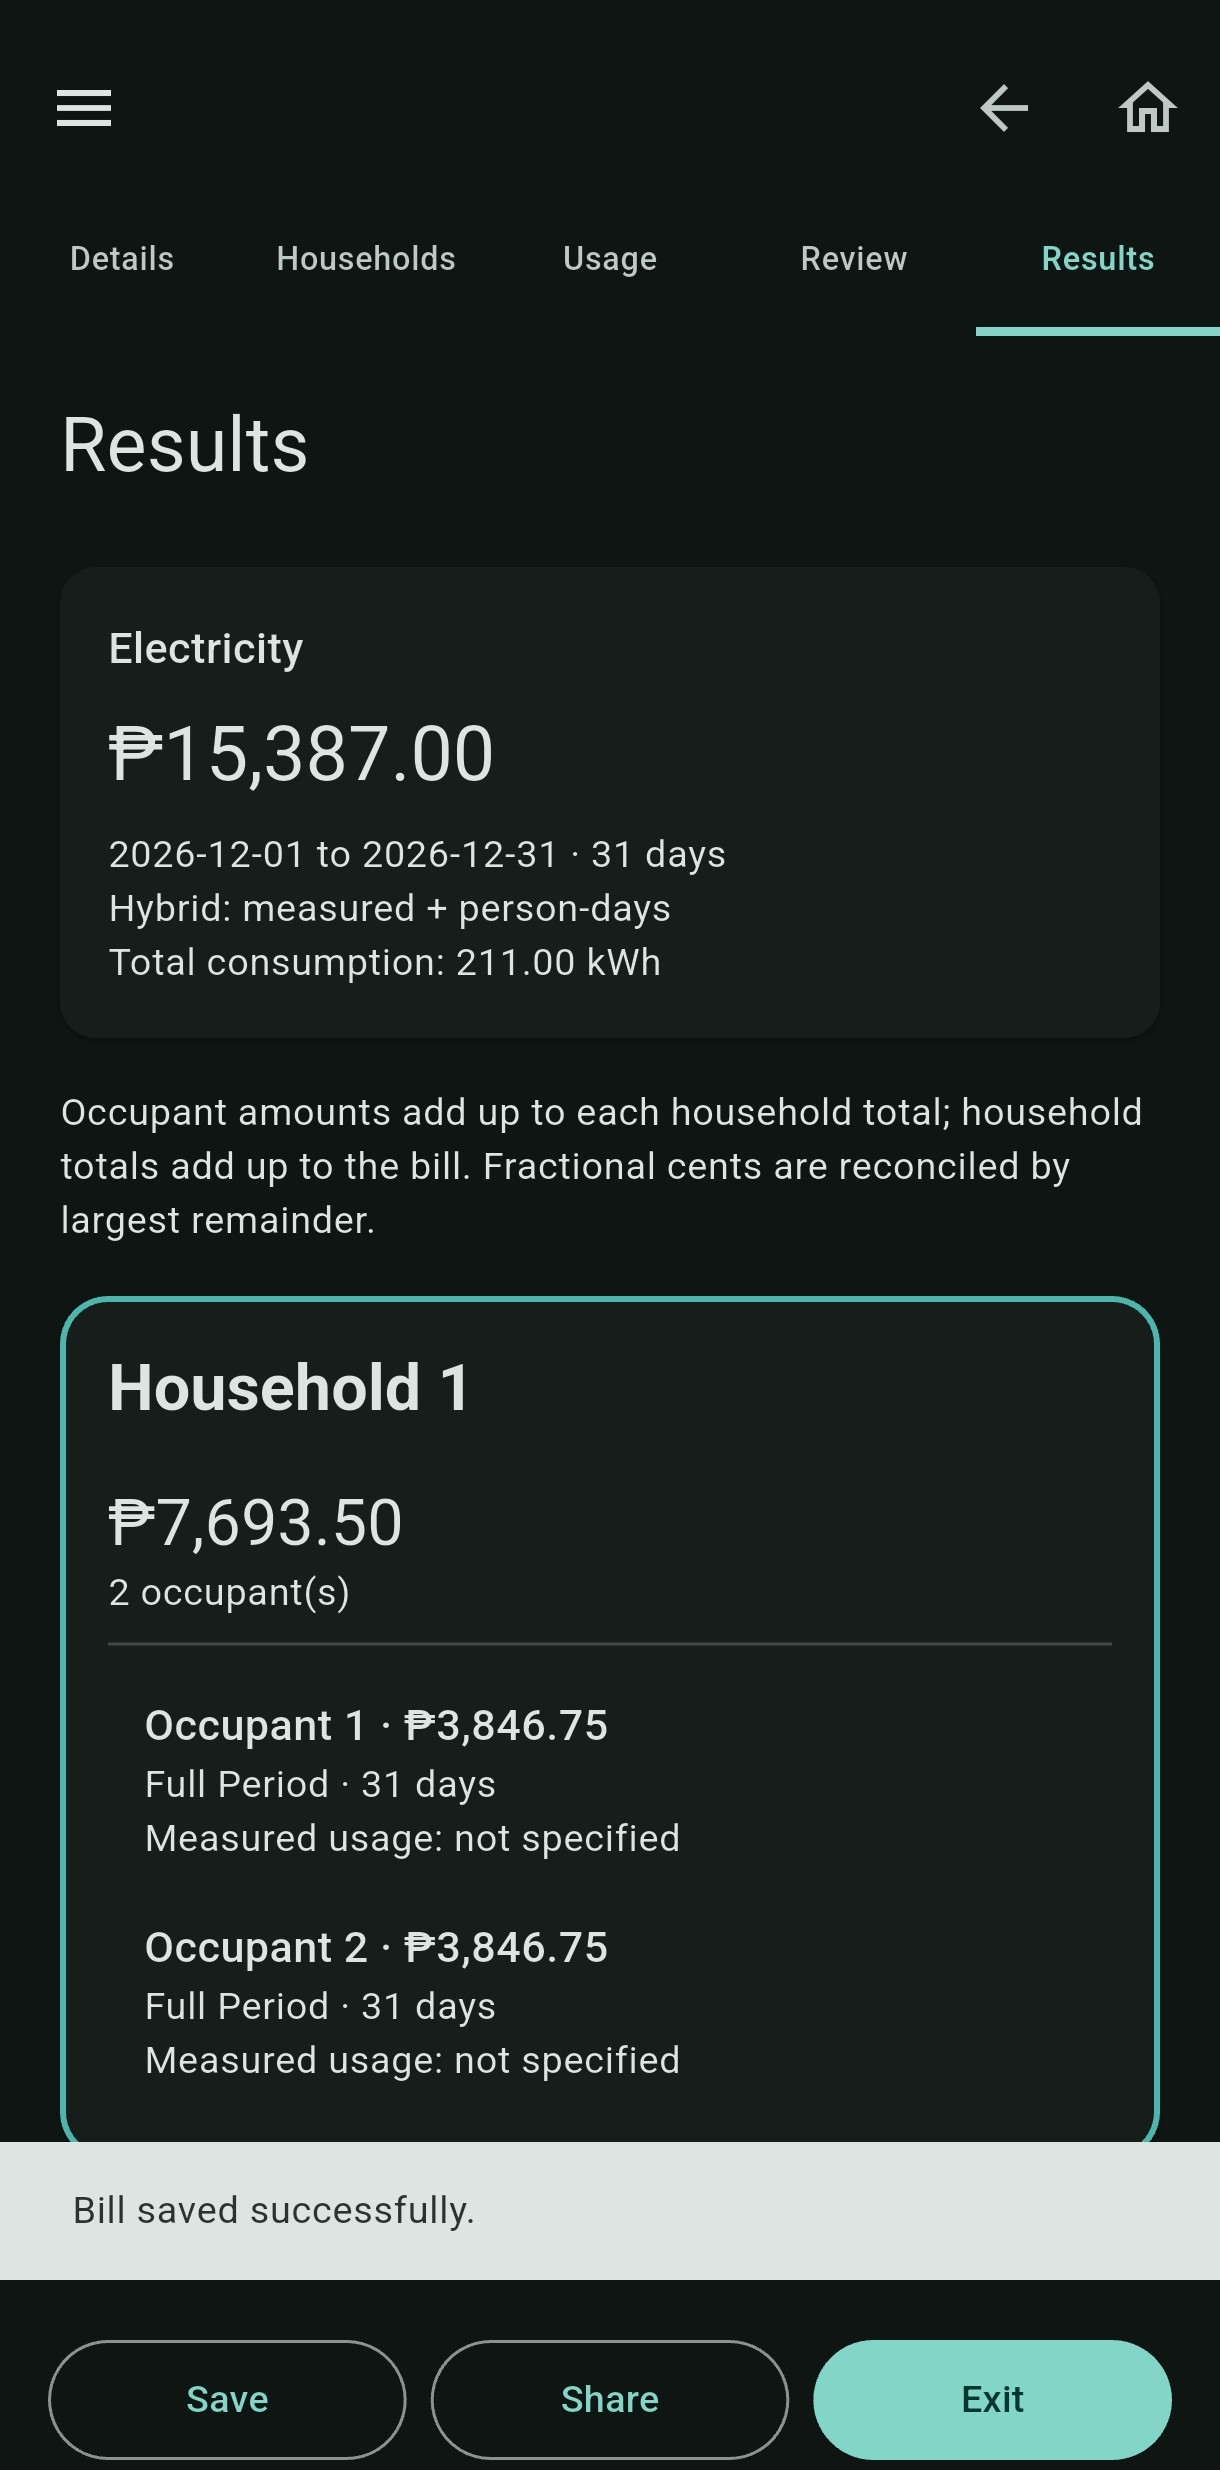 Details Households Usage Review Results
Results
Electricity
₱15,387.00
2026-12-01 to 2026-12-31 · 31 days
Hybrid: measured + person-days
Total consumption: 211.00 kWh
Occupant amounts add up to each household total; household
totals add up to the bill. Fractional cents are reconciled by
largest remainder.
Household 1
₱7,693.50
2 occupant(s)
Occupant 1 · ₱3,846.75
Full Period · 31 days
Measured usage: not specified
Occupant 2 · ₱3,846.75
Full Period · 31 days
Measured usage: not specified
Bill saved successfully.
Save Share Exit